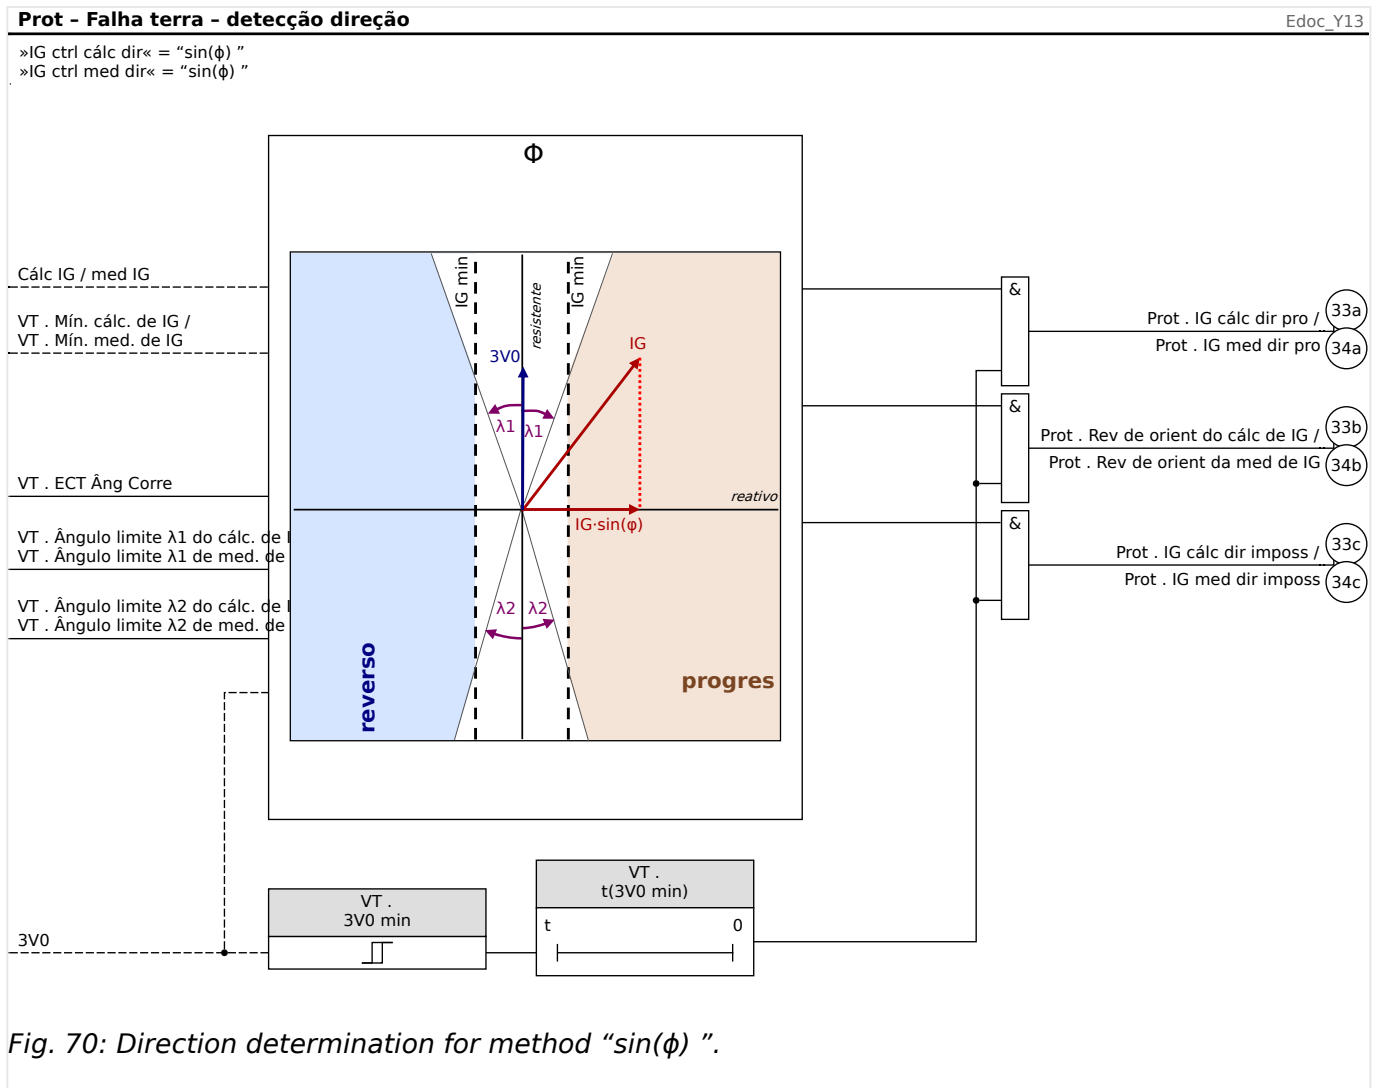 Prot – Falha terra – detecção direção
Edoc_Y13
»IG ctrl cálc dir« = “sin(ϕ) ”
»IG ctrl med dir« = “sin(ϕ) ”
Φ
Cálc IG / med IG
VT . Mín. cálc. de IG /
VT . Mín. med. de IG
VT . ECT Âng Corre
VT . Ângulo limite λ1 do cálc. de I
VT . Ângulo limite λ1 de med. de
VT . Ângulo limite λ2 do cálc. de I
VT . Ângulo limite λ2 de med. de
IG min
resistente
IG min
3V0
IG
λ1
λ1
reativo
IG·sin(φ)
λ2
λ2
reverso
progres
&
Prot . IG cálc dir pro /
33a
Prot . IG med dir pro
34a
&
Prot . Rev de orient do cálc de IG /
33b
Prot . Rev de orient da med de IG
34b
&
Prot . IG cálc dir imposs /
33c
Prot . IG med dir imposs
34c
3V0
VT .
3V0 min
VT .
t(3V0 min)
t
0
Fig. 70: Direction determination for method “sin(ϕ) ”.